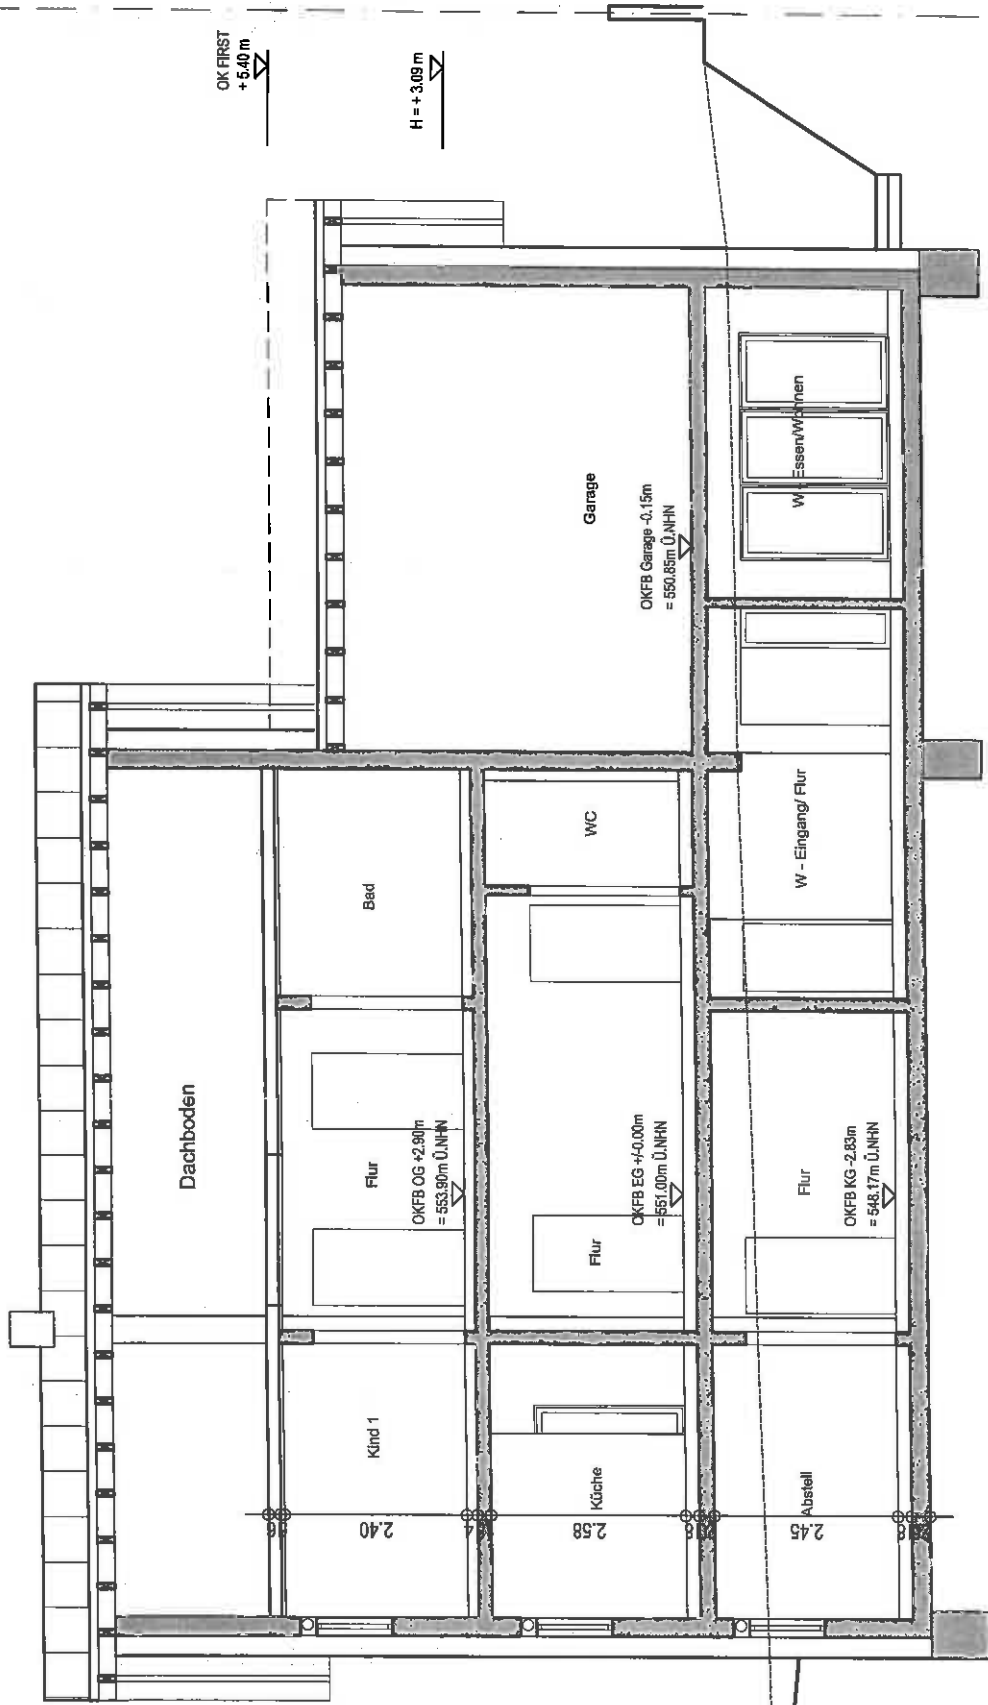 OK FIRST
+ 5.40 m
H = + 3.09 m
Dachboden
Bad
Flur
OKFB OG +2.90m
= 553.90m Ü.NHN
Kind 1
WC
Flur
OKFB EG +/-0.00m
= 551.00m Ü.NHN
Küche
Garage
OKFB Garage -0.15m
= 550.85m Ü.NHN
W - Essen/Wohnen
W - Eingang/ Flur
Flur
OKFB KG -2.83m
= 548.17m Ü.NHN
Abstell
16
2.40
2.58
2.45